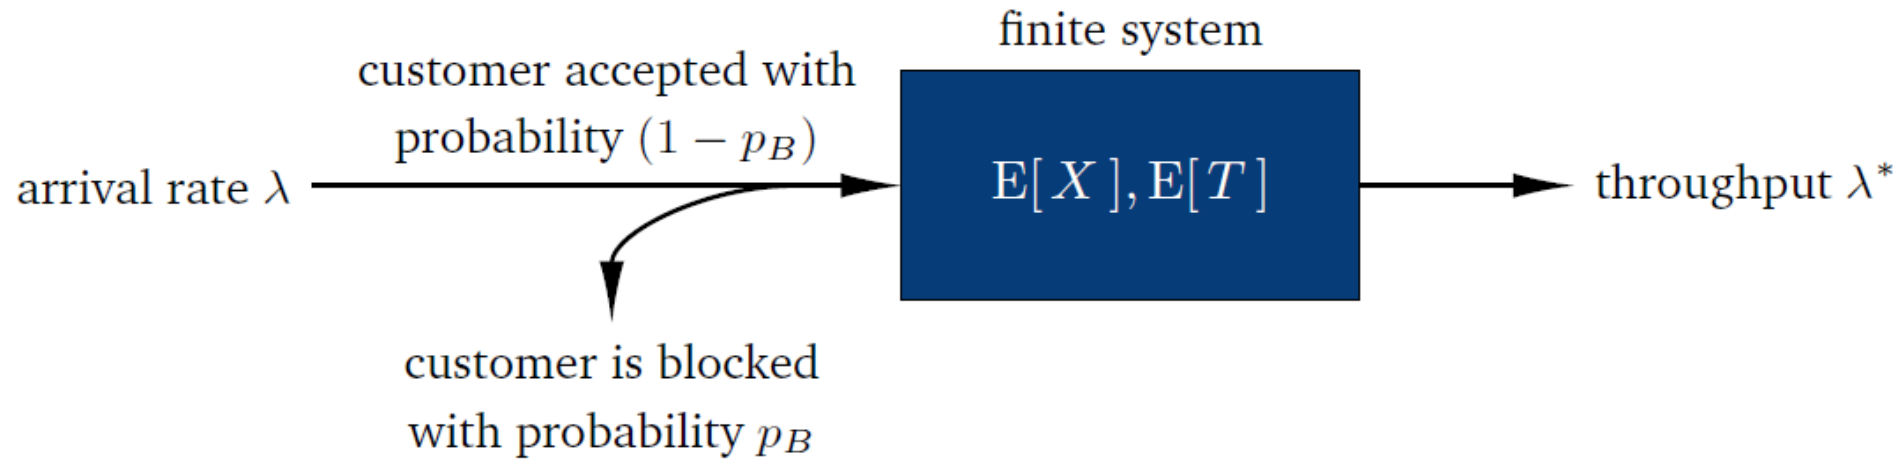 finite system
customer accepted with
probability (1 − p_B)
arrival rate λ
E[X], E[T]
throughput λ*
customer is blocked
with probability p_B